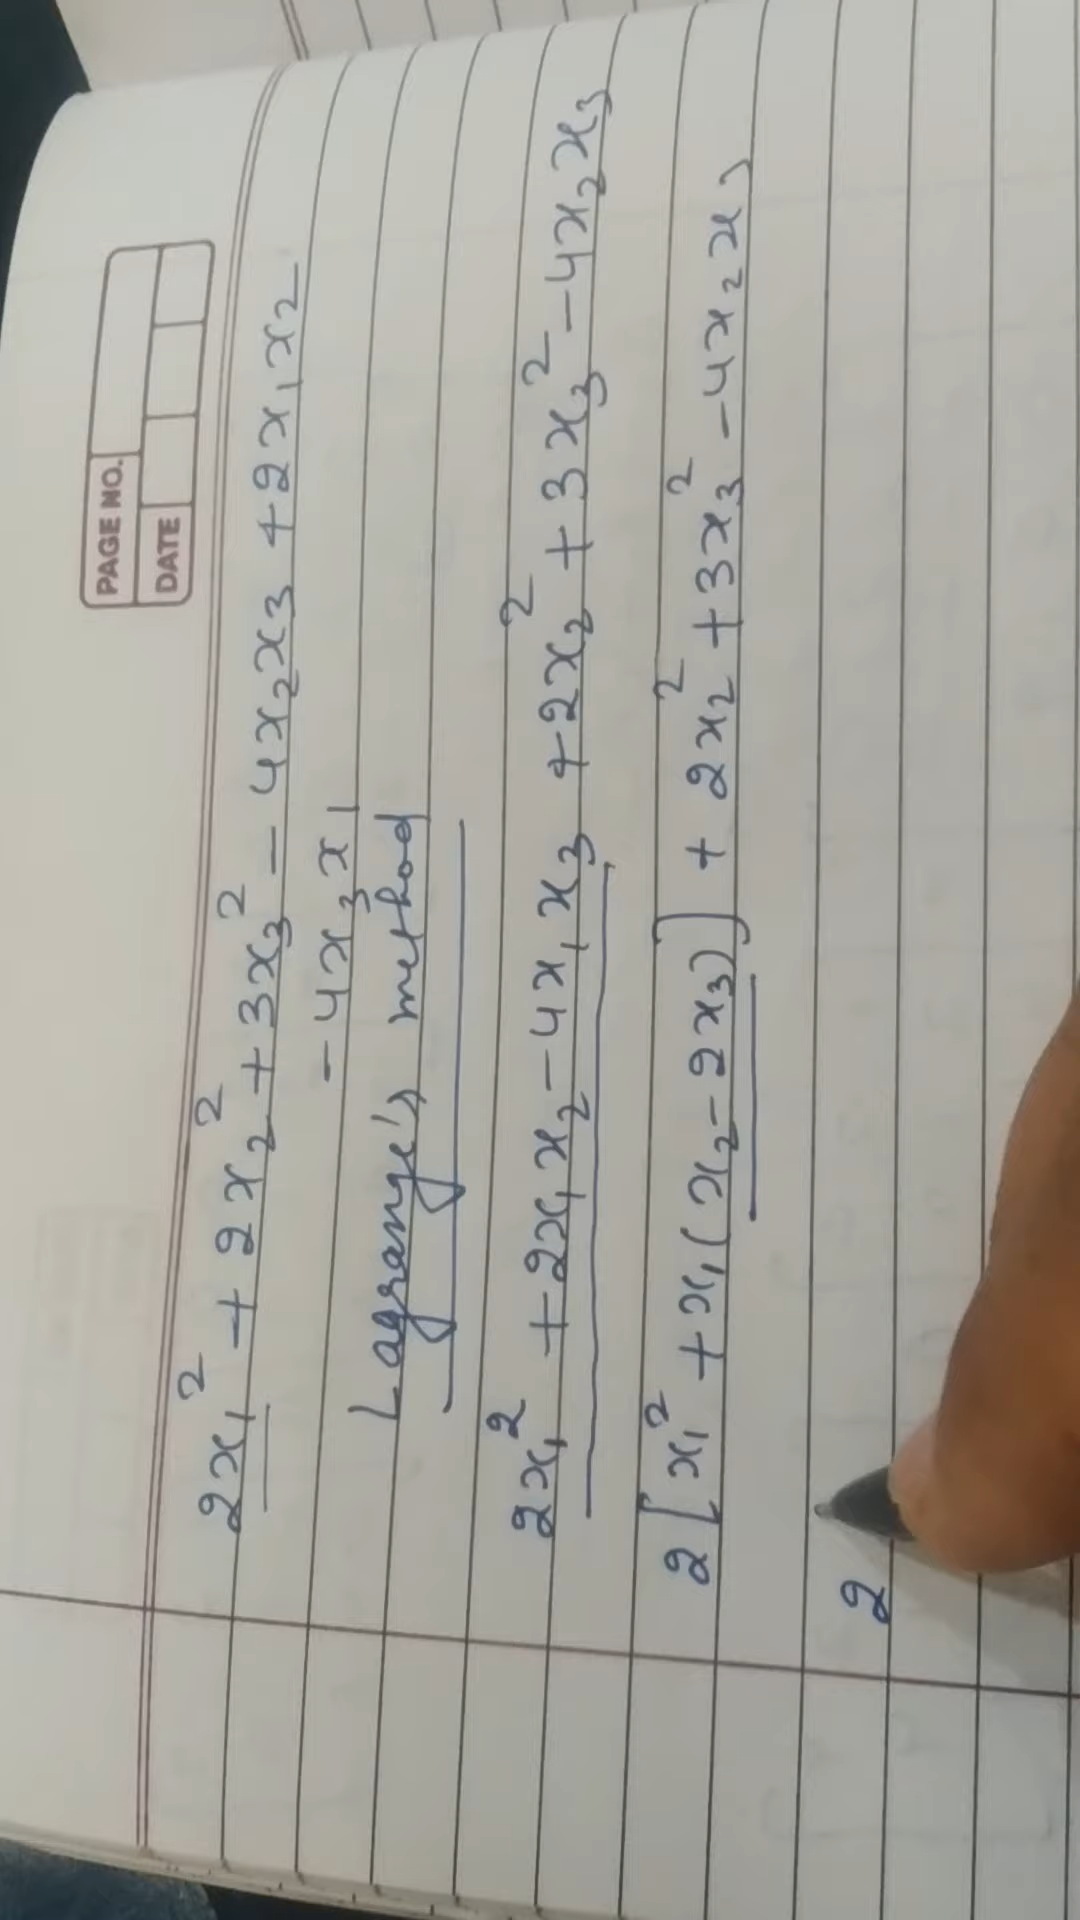 PAGE NO.
DATE
2x₁² + 2x₂² + 3x₃² - 4x₂x₃ + 2x₁x₂
- 4x₃x₁
Lagrange's method
2x₁² + 2x₁x₂ - 4x₁x₃ + 2x₂² + 3x₃² - 4x₂x₃
2[x₁² + x₁(x₂ - 2x₃)] + 2x₂² + 3x₃² - 4x₂x₃
2